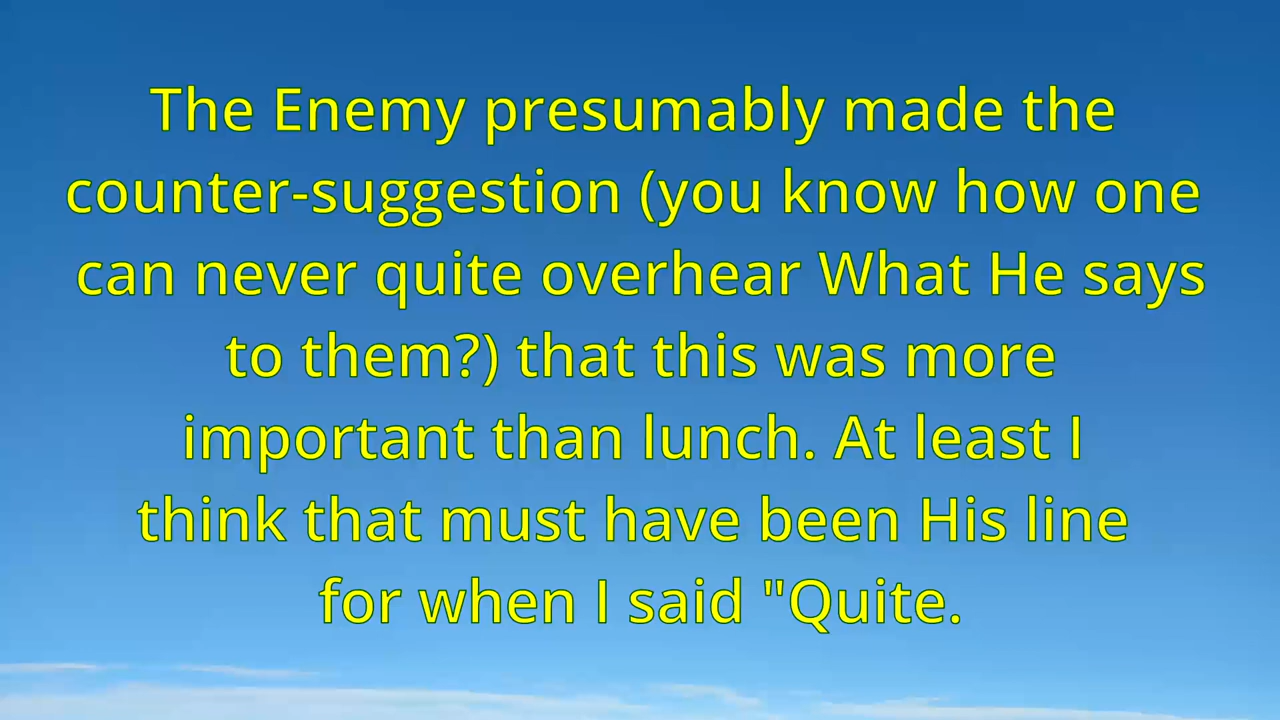 The Enemy presumably made the
counter-suggestion (you know how one
can never quite overhear What He says
to them?) that this was more
important than lunch. At least I
think that must have been His line
for when I said "Quite.